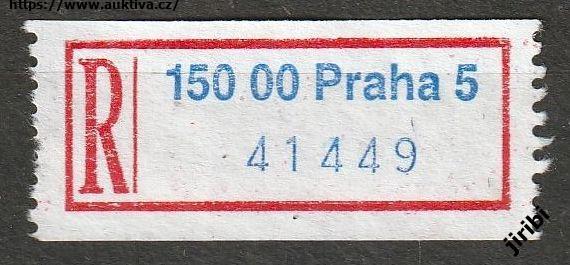 https://www.auktiva.cz/
R
150 00 Praha 5
41449
jiribi